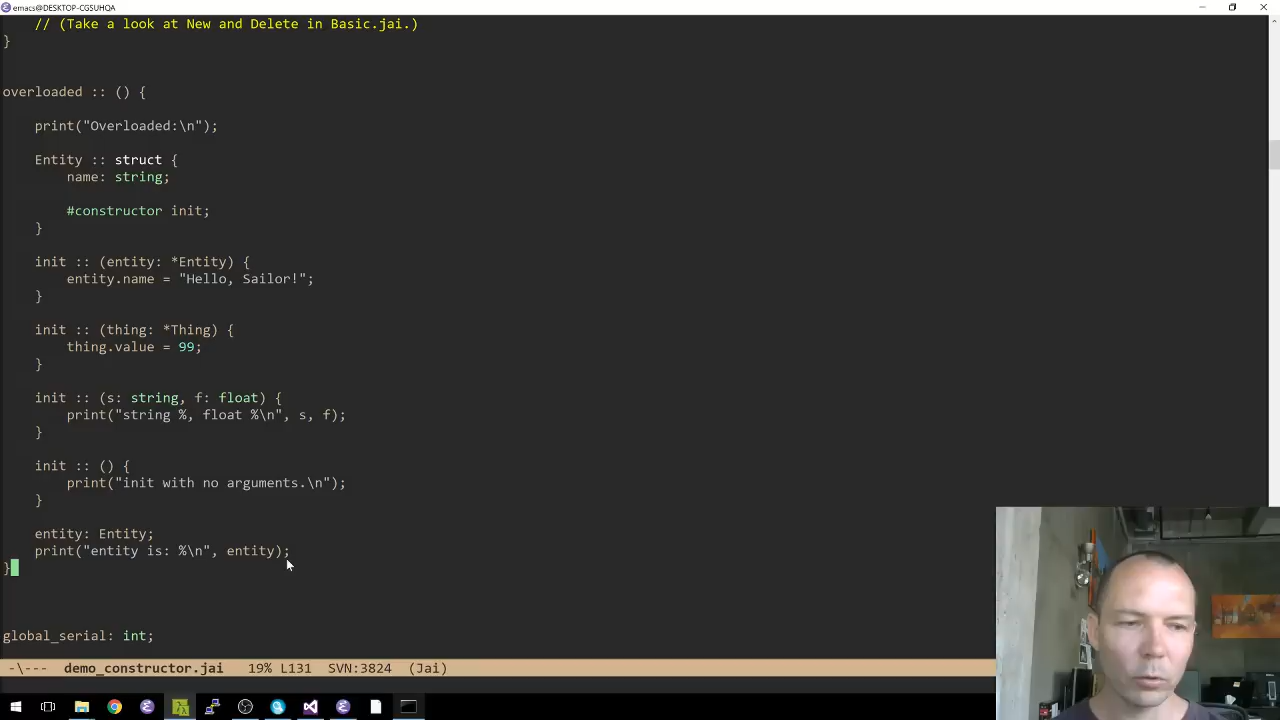 emacs@DESKTOP-CGSUHQA
// (Take a look at New and Delete in Basic.jai.)
}
overloaded :: () {
print("Overloaded:\n");
Entity :: struct {
name: string;
#constructor init;
}
init :: (entity: *Entity) {
entity.name = "Hello, Sailor!";
}
init :: (thing: *Thing) {
thing.value = 99;
}
init :: (s: string, f: float) {
print("string %, float %\n", s, f);
}
init :: () {
print("init with no arguments.\n");
}
entity: Entity;
print("entity is: %\n", entity);
}
global_serial: int;
-\--- demo_constructor.jai 19% L131 SVN:3824 (Jai)